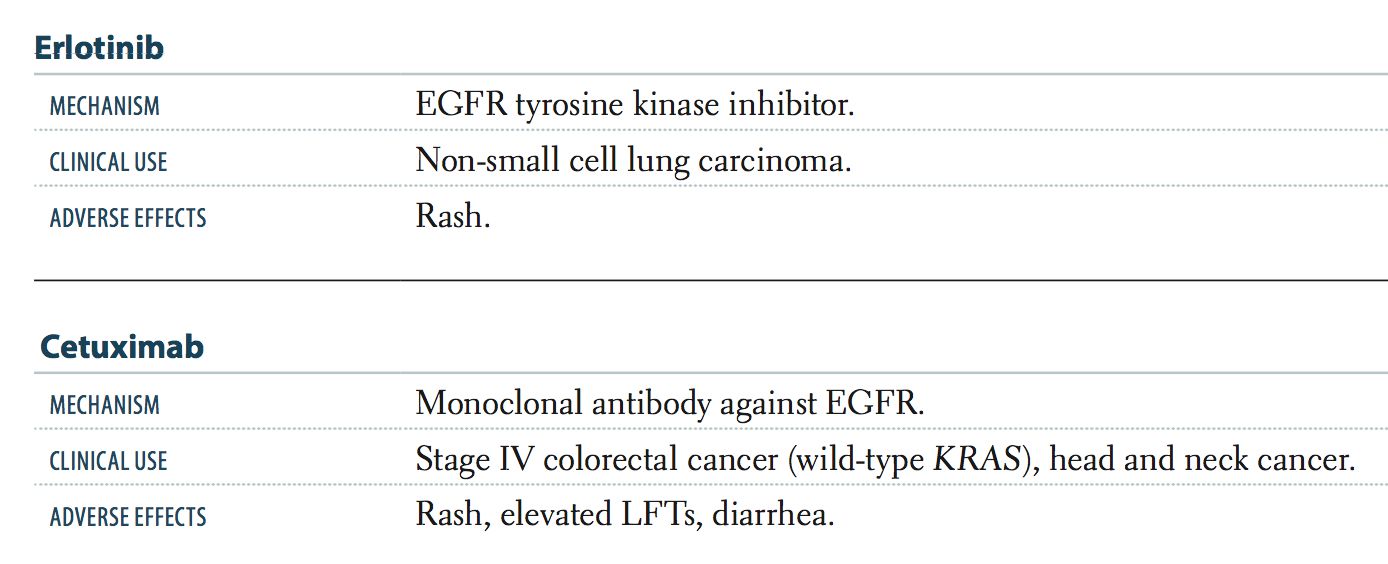 Erlotinib
MECHANISM EGFR tyrosine kinase inhibitor.
CLINICAL USE Non-small cell lung carcinoma.
ADVERSE EFFECTS Rash.
Cetuximab
MECHANISM Monoclonal antibody against EGFR.
CLINICAL USE Stage IV colorectal cancer (wild-type KRAS), head and neck cancer.
ADVERSE EFFECTS Rash, elevated LFTs, diarrhea.